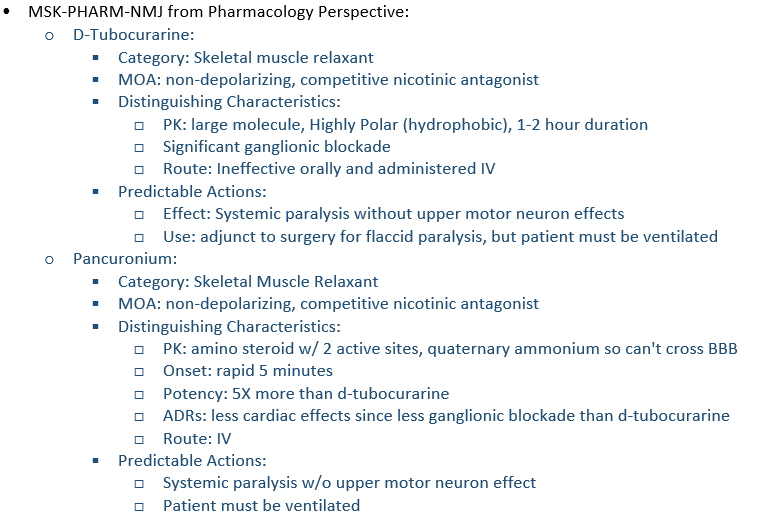 MSK-PHARM-NMJ from Pharmacology Perspective:
D-Tubocurarine:
Category: Skeletal muscle relaxant
MOA: non-depolarizing, competitive nicotinic antagonist
Distinguishing Characteristics:
PK: large molecule, Highly Polar (hydrophobic), 1-2 hour duration
Significant ganglionic blockade
Route: Ineffective orally and administered IV
Predictable Actions:
Effect: Systemic paralysis without upper motor neuron effects
Use: adjunct to surgery for flaccid paralysis, but patient must be ventilated
Pancuronium:
Category: Skeletal Muscle Relaxant
MOA: non-depolarizing, competitive nicotinic antagonist
Distinguishing Characteristics:
PK: amino steroid w/ 2 active sites, quaternary ammonium so can't cross BBB
Onset: rapid 5 minutes
Potency: 5X more than d-tubocurarine
ADRs: less cardiac effects since less ganglionic blockade than d-tubocurarine
Route: IV
Predictable Actions:
Systemic paralysis w/o upper motor neuron effect
Patient must be ventilated